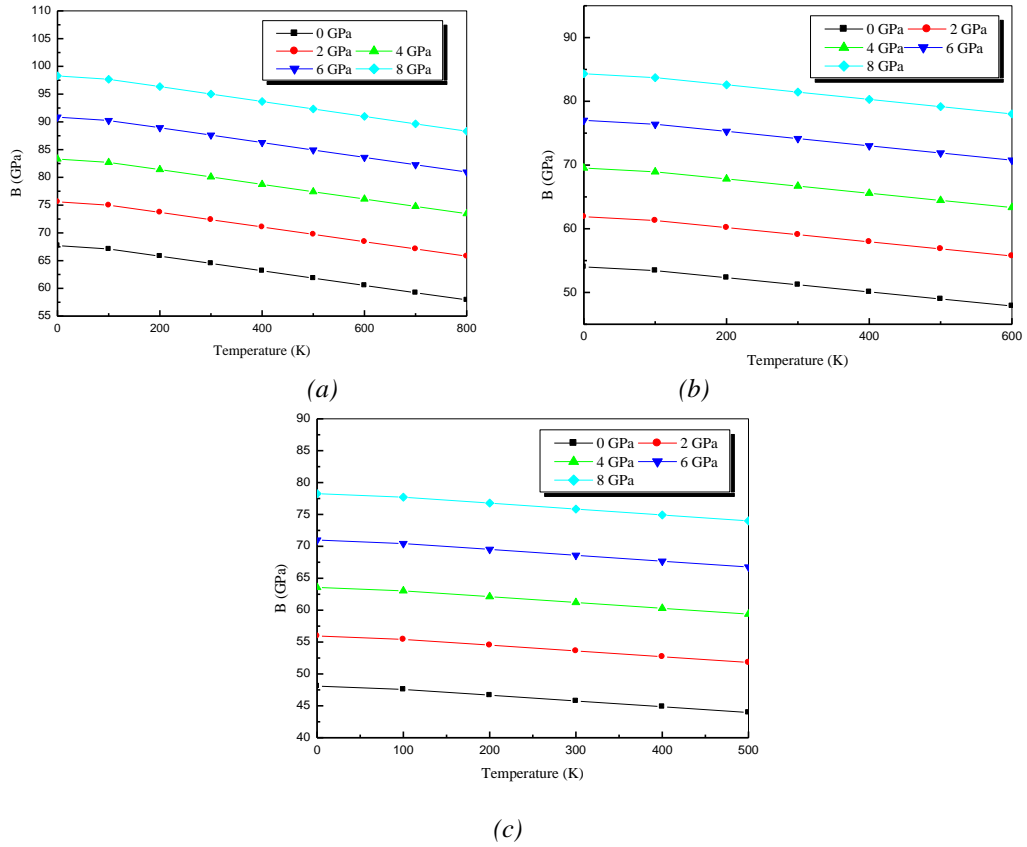 110
105
100
95
90
85
80
75
70
65
60
55
B (GPa)
0 GPa
2 GPa 4 GPa
6 GPa 8 GPa
0 200 400 600 800
Temperature (K)
(a)
90
80
70
60
50
B (GPa)
0 GPa 2 GPa
4 GPa 6 GPa
8 GPa
0 100 200 300 400 500 600
Temperature (K)
(b)
90
85
80
75
70
65
60
55
50
45
40
B (GPa)
0 GPa 2 GPa
4 GPa 6 GPa
8 GPa
0 100 200 300 400 500
Temperature (K)
(c)